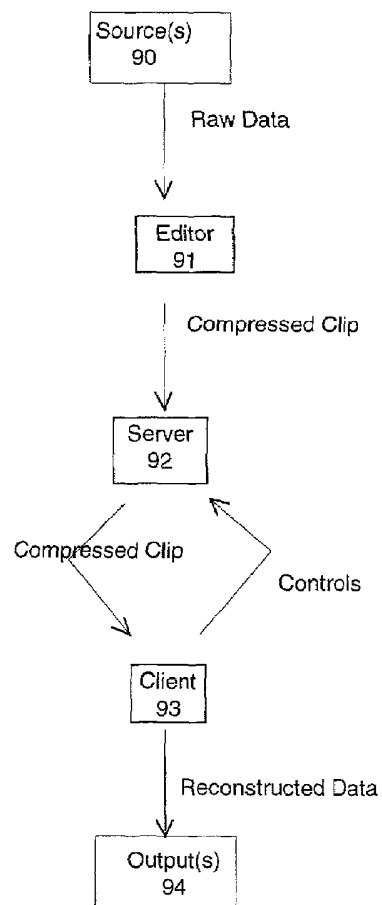 Source(s)
90
Raw Data
Editor
91
Compressed Clip
Server
92
Compressed Clip
Controls
Client
93
Reconstructed Data
Output(s)
94